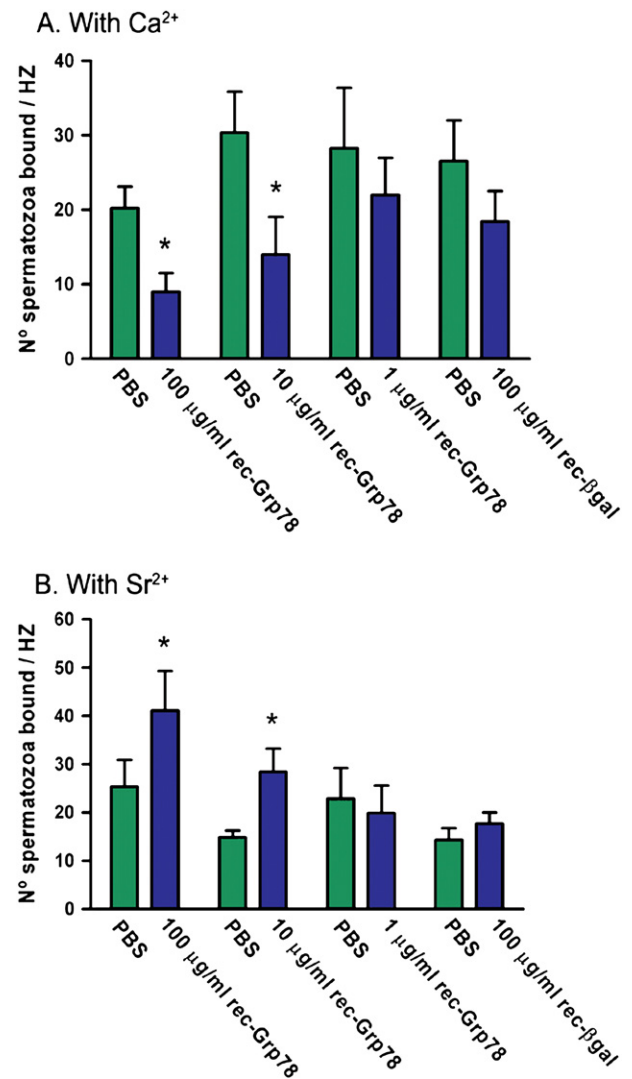 A. With Ca²⁺
Nº spermatozoa bound / HZ
40
30
20
10
0
*
*
PBS
100 μg/ml rec-Grp78
PBS
10 μg/ml rec-Grp78
PBS
1 μg/ml rec-Grp78
PBS
100 μg/ml rec-βgal
B. With Sr²⁺
Nº spermatozoa bound / HZ
60
50
40
30
20
10
0
*
*
PBS
100 μg/ml rec-Grp78
PBS
10 μg/ml rec-Grp78
PBS
1 μg/ml rec-Grp78
PBS
100 μg/ml rec-βgal